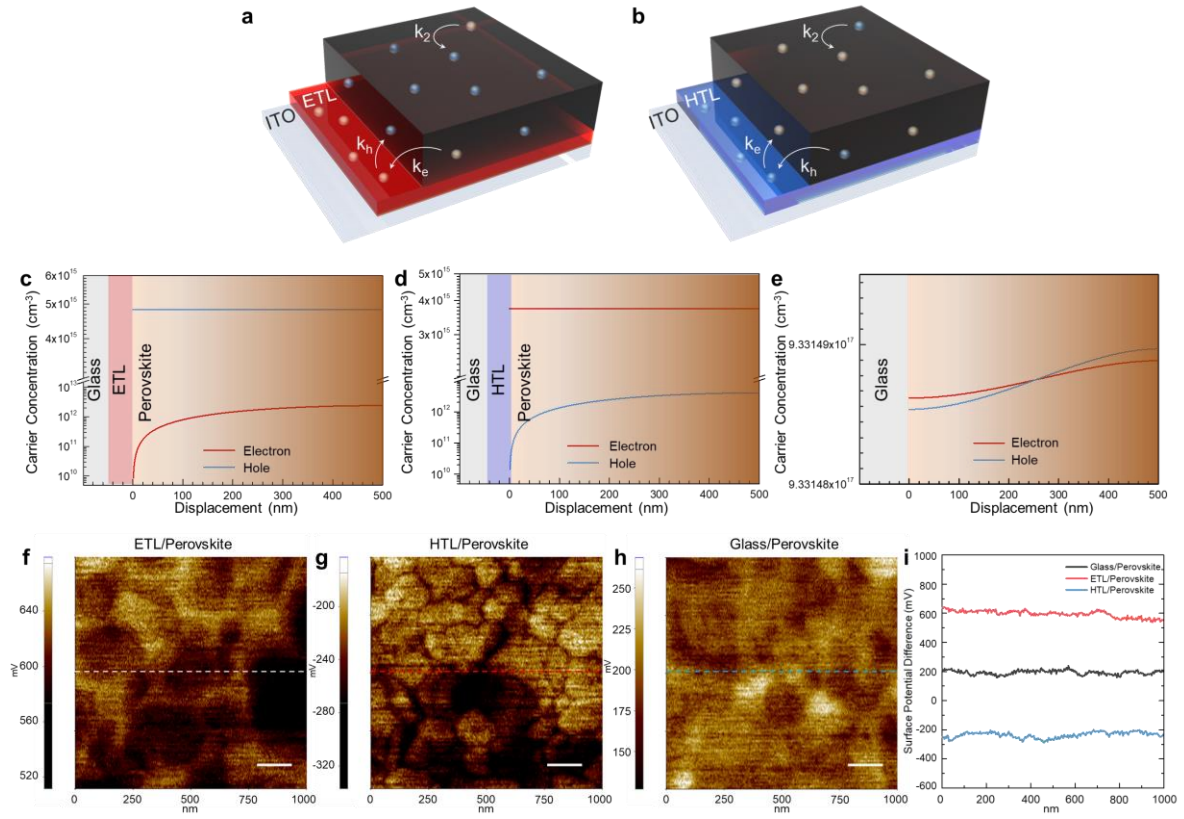 a
k2
ETL
ITO
kh
ke
b
k2
HTL
ITO
ke
kh
c
Carrier Concentration (cm-3)
6x10^15
5x10^15
4x10^15
10^13
10^12
10^11
10^10
Glass
ETL
Perovskite
Electron
Hole
0 100 200 300 400 500
Displacement (nm)
d
Carrier Concentration (cm-3)
5x10^15
4x10^15
3x10^15
10^13
10^12
10^11
10^10
Glass
HTL
Perovskite
Electron
Hole
0 100 200 300 400 500
Displacement (nm)
e
Carrier Concentration (cm-3)
9.33149x10^17
9.33148x10^17
Glass
Electron
Hole
0 100 200 300 400 500
Displacement (nm)
f
ETL/Perovskite
640
600
560
520
mV
0 250 500 750 1000
nm
g
HTL/Perovskite
-200
-240
-280
-320
mV
0 250 500 750 1000
nm
h
Glass/Perovskite
250
225
200
175
150
mV
0 250 500 750 1000
nm
i
Surface Potential Difference (mV)
1000
800
600
400
200
0
-200
-400
-600
Glass/Perovskite
ETL/Perovskite
HTL/Perovskite
0 200 400 600 800 1000
nm